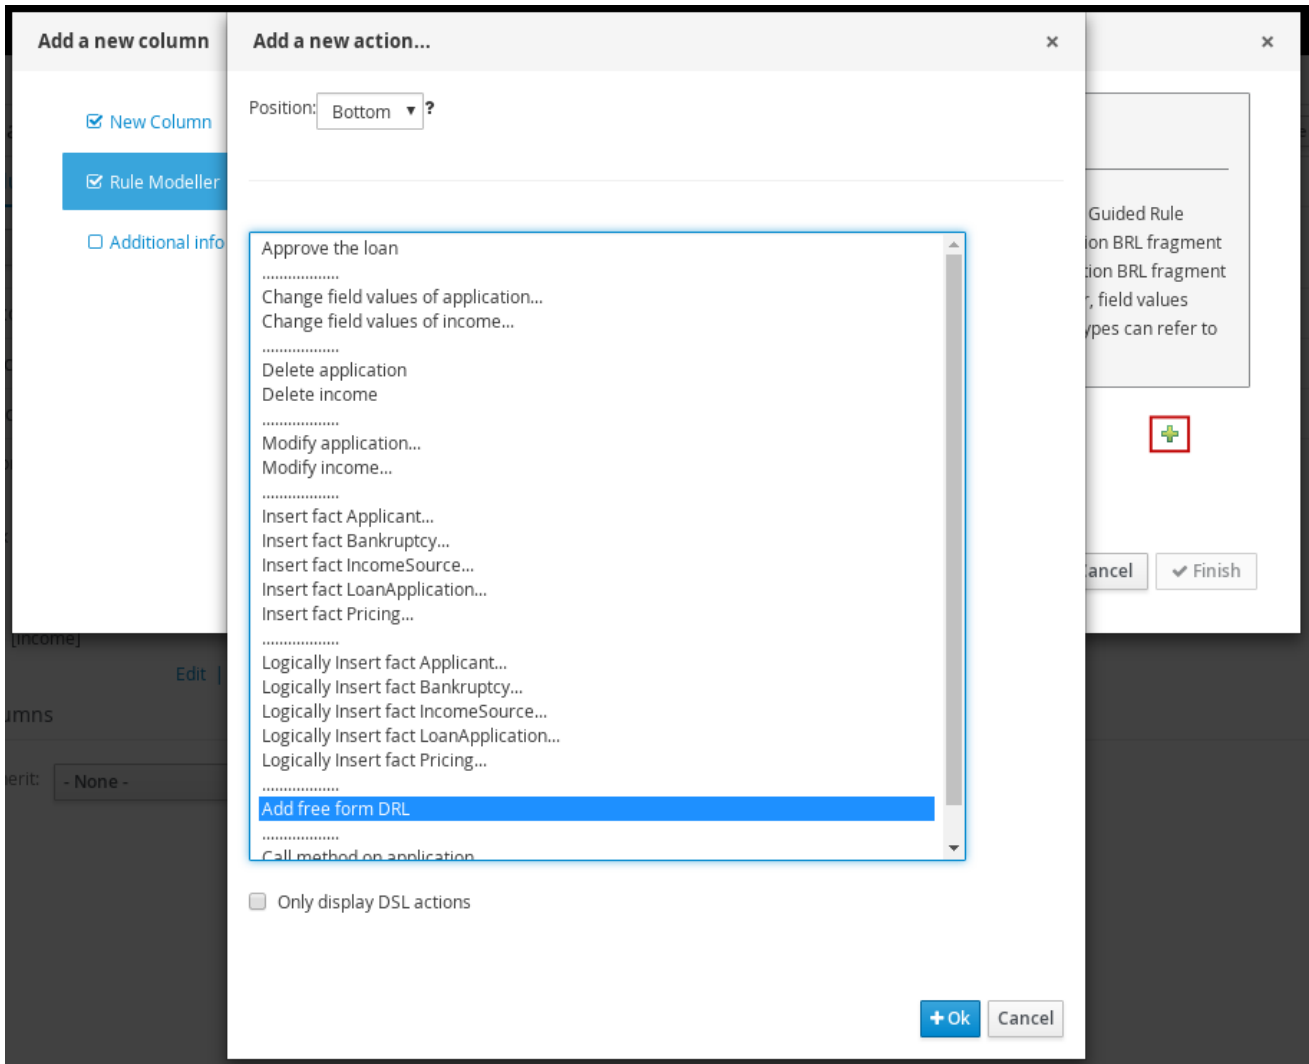 Add a new column
Add a new action...
×
×
Position:
Bottom
?
New Column
Rule Modeller
Additional info
Guided Rule
ion BRL fragment
tion BRL fragment
, field values
ypes can refer to
Approve the loan
..................
Change field values of application...
Change field values of income...
..................
Delete application
Delete income
..................
Modify application...
Modify income...
..................
Insert fact Applicant...
Insert fact Bankruptcy...
Insert fact IncomeSource...
Insert fact LoanApplication...
Insert fact Pricing...
..................
Logically Insert fact Applicant...
Logically Insert fact Bankruptcy...
Logically Insert fact IncomeSource...
Logically Insert fact LoanApplication...
Logically Insert fact Pricing...
..................
Add free form DRL
..................
Call method on application
ancel
Finish
[income]
Edit |
umns
erit:
- None -
Only display DSL actions
Ok
Cancel